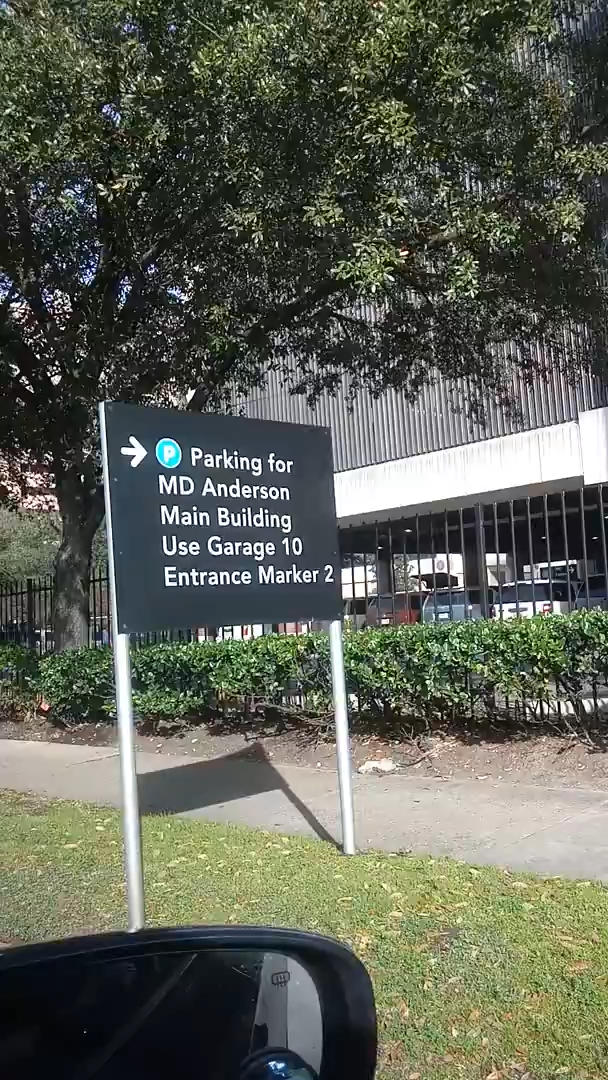 P Parking for
MD Anderson
Main Building
Use Garage 10
Entrance Marker 2